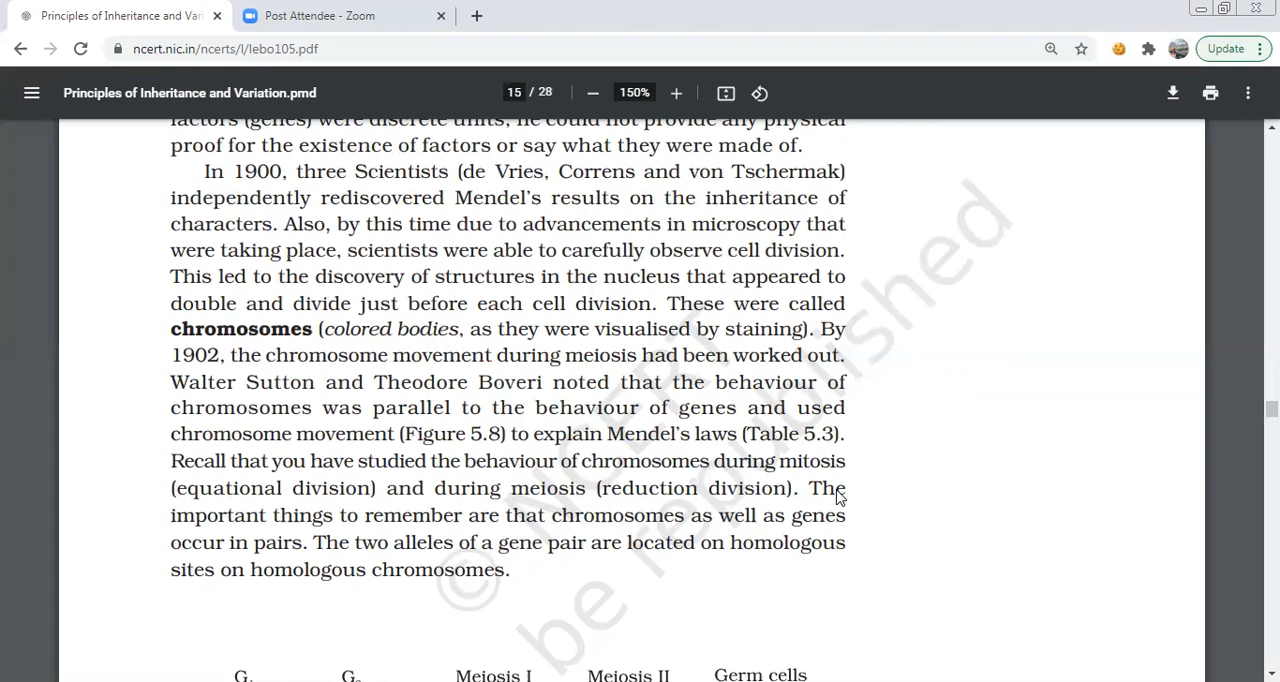 Principles of Inheritance and Vari
Post Attendee - Zoom
ncert.nic.in/ncerts/l/lebo105.pdf
Update
Principles of Inheritance and Variation.pmd
15 / 28
150%
factors (genes) were discrete units, he could not provide any physical
proof for the existence of factors or say what they were made of.
In 1900, three Scientists (de Vries, Correns and von Tschermak)
independently rediscovered Mendel's results on the inheritance of
characters. Also, by this time due to advancements in microscopy that
were taking place, scientists were able to carefully observe cell division.
This led to the discovery of structures in the nucleus that appeared to
double and divide just before each cell division. These were called
chromosomes (colored bodies, as they were visualised by staining). By
1902, the chromosome movement during meiosis had been worked out.
Walter Sutton and Theodore Boveri noted that the behaviour of
chromosomes was parallel to the behaviour of genes and used
chromosome movement (Figure 5.8) to explain Mendel's laws (Table 5.3).
Recall that you have studied the behaviour of chromosomes during mitosis
(equational division) and during meiosis (reduction division). The
important things to remember are that chromosomes as well as genes
occur in pairs. The two alleles of a gene pair are located on homologous
sites on homologous chromosomes.
© NCERT
be republished
G G Meiosis I Meiosis II Germ cells